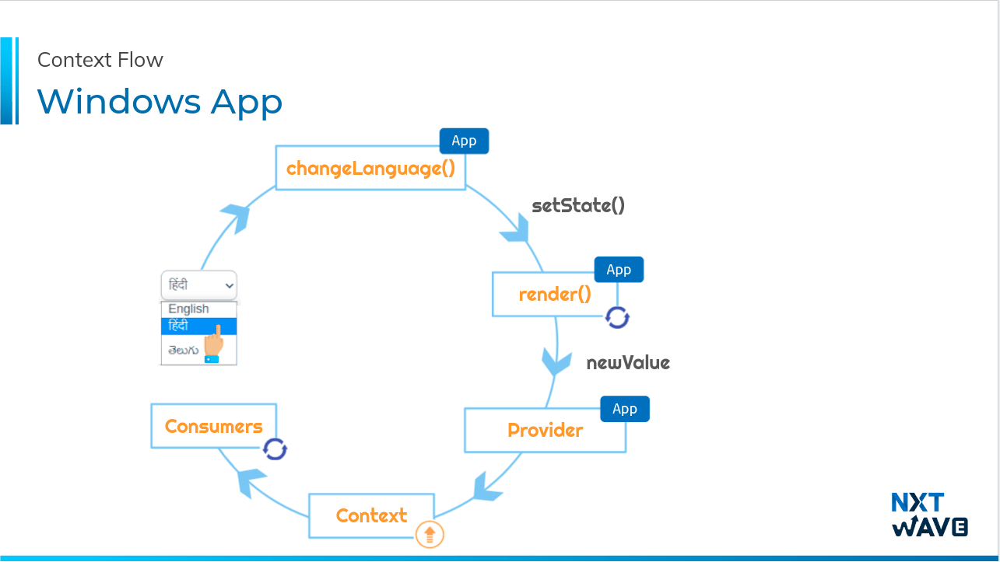 Context Flow
Windows App
App
changeLanguage()
setState()
App
render()
हिंदी
English
हिंदी
తెలుగు
newValue
App
Provider
Consumers
Context
NXT
WAVE